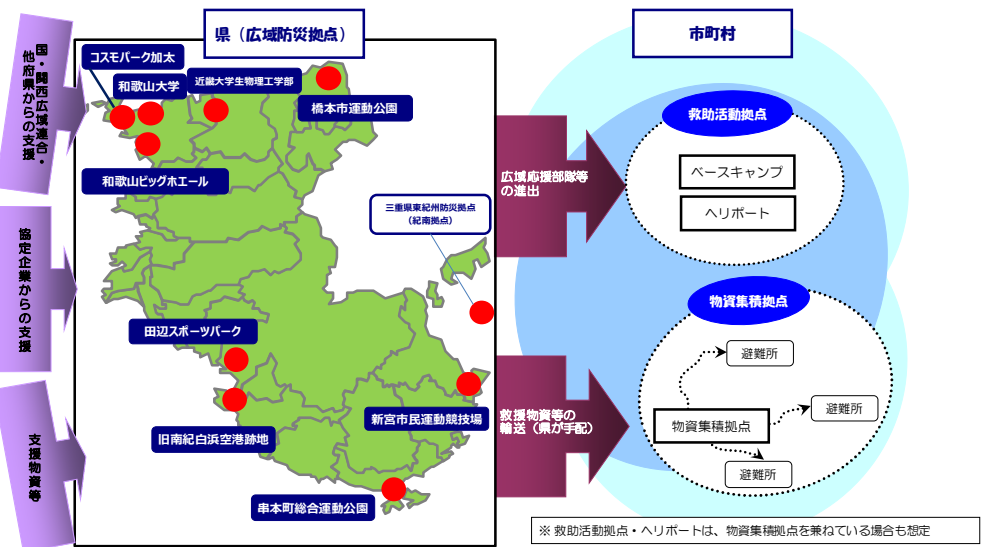 国・関西広域連合・
他府県からの支援
協定企業からの支援
支援物資等
県（広域防災拠点）
コスモパーク加太
和歌山大学
近畿大学生物理工学部
橋本市運動公園
和歌山ビッグホエール
三重県東紀州防災拠点
（紀南拠点）
田辺スポーツパーク
新宮市民運動競技場
旧南紀白浜空港跡地
串本町総合運動公園
広域応援部隊等
の進出
救援物資等の
輸送（県が手配）
市町村
救助活動拠点
ベースキャンプ
ヘリポート
物資集積拠点
避難所
避難所
物資集積拠点
避難所
※ 救助活動拠点・ヘリポートは、物資集積拠点を兼ねている場合も想定